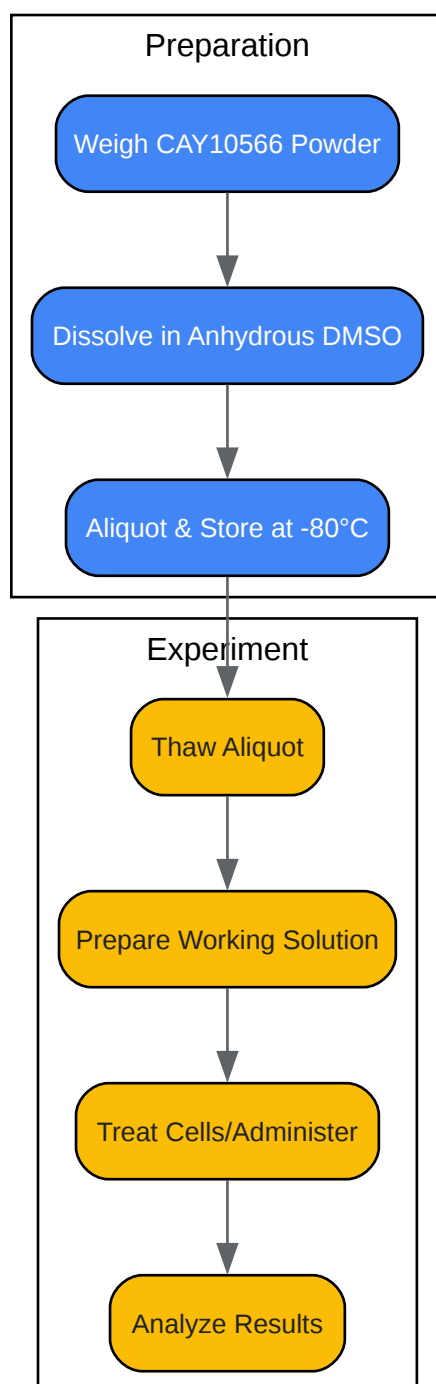 Preparation
Weigh CAY10566 Powder
Dissolve in Anhydrous DMSO
Aliquot & Store at -80°C
Experiment
Thaw Aliquot
Prepare Working Solution
Treat Cells/Administer
Analyze Results